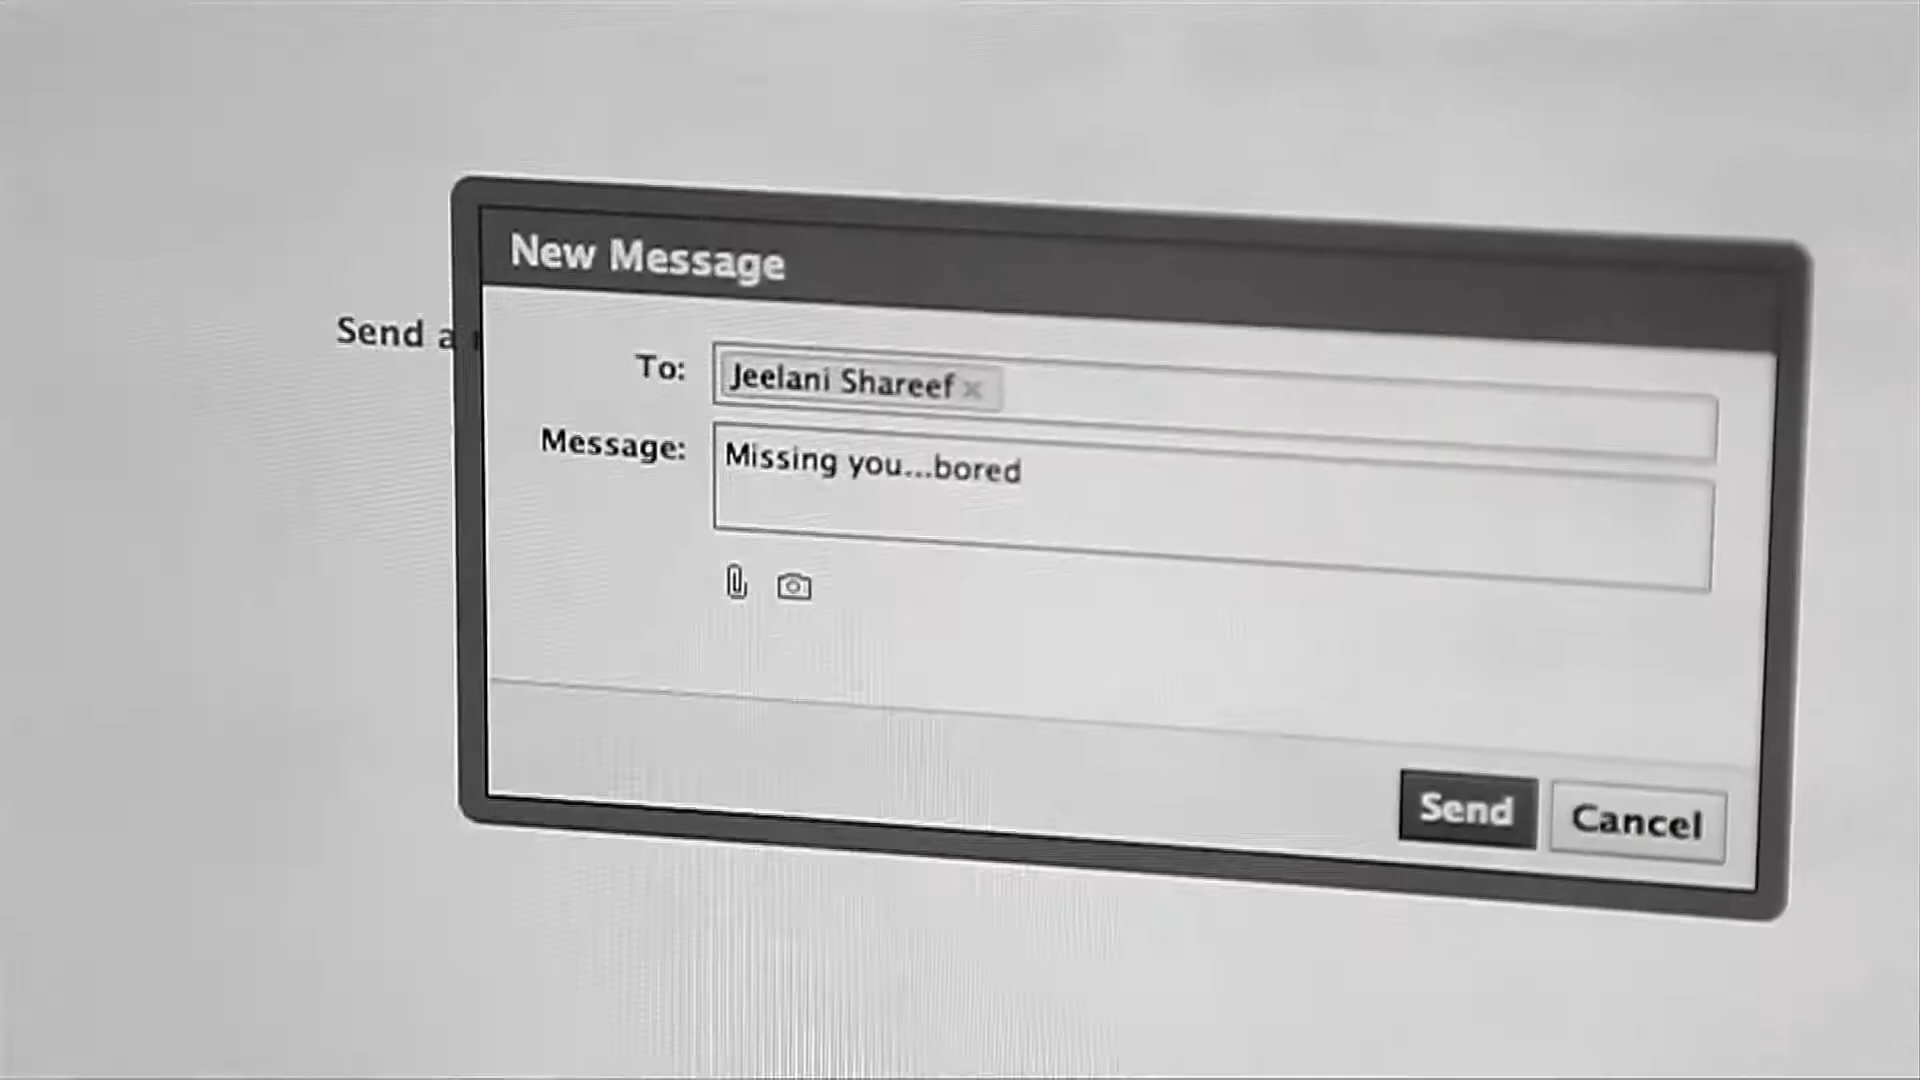 New Message
Send a
To: Jeelani Shareef
Message: Missing you...bored
Send Cancel